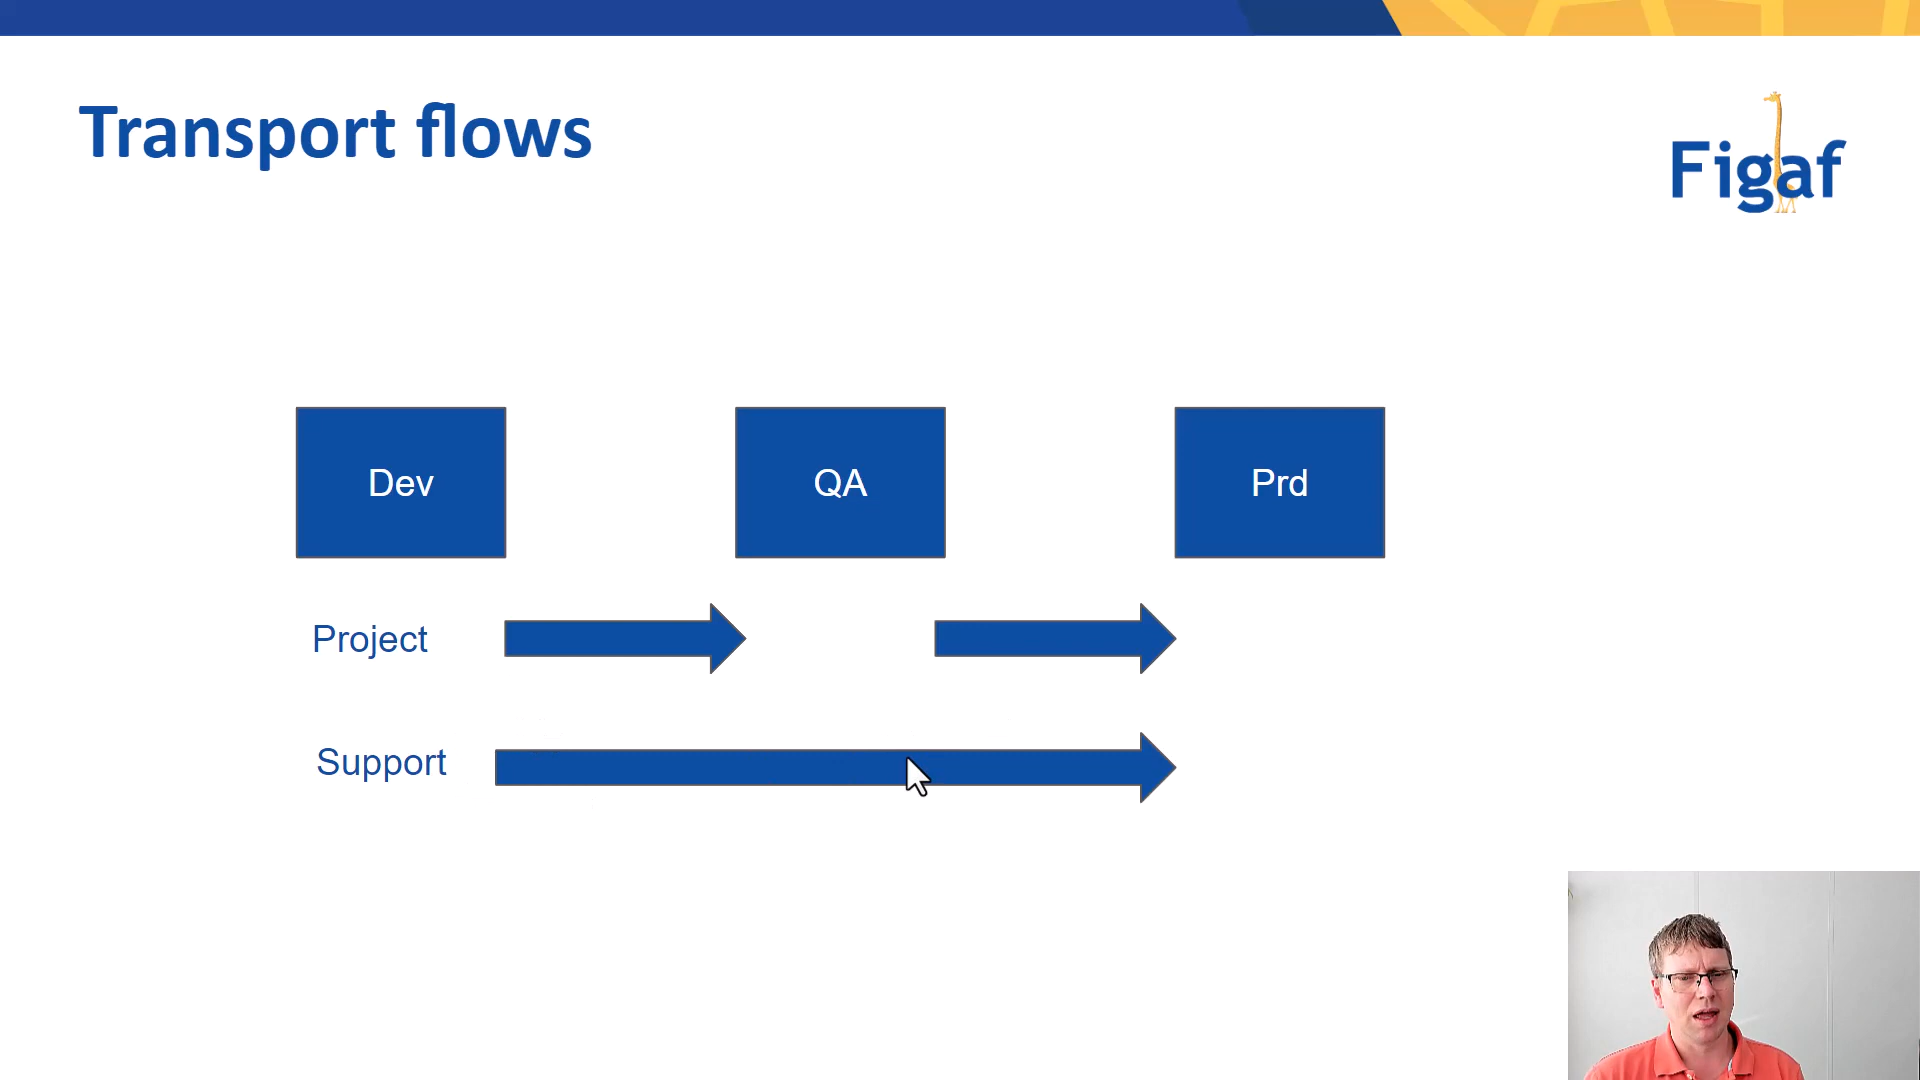 Transport flows
Figaf
Dev
QA
Prd
Project
Support